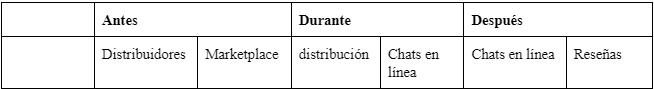 Antes Durante Después
Distribuidores Marketplace distribución Chats en línea Chats en línea Reseñas